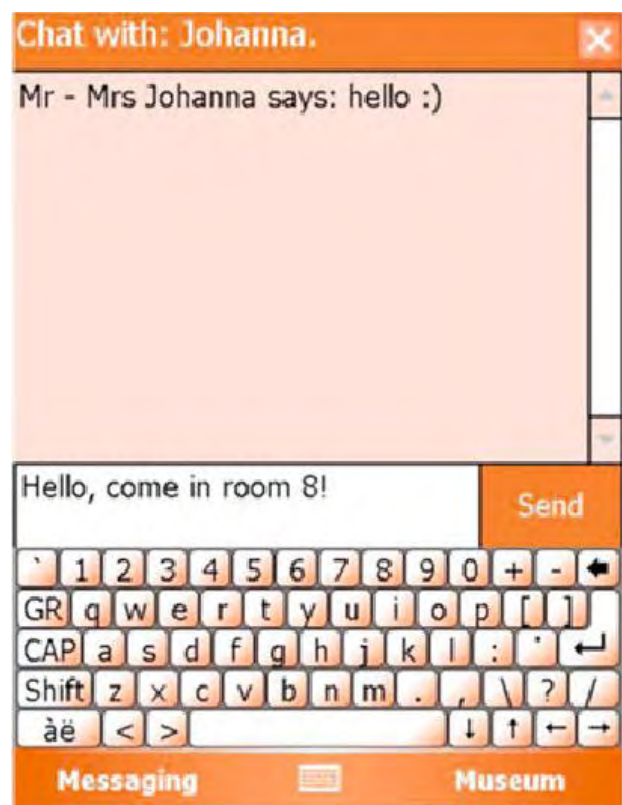 Chat with: Johanna.
Mr - Mrs Johanna says: hello :)
Hello, come in room 8!
Send
` 1 2 3 4 5 6 7 8 9 0 + -
GR q w e r t y u i o p [ ]
CAP a s d f g h j k l : '
Shift z x c v b n m . , \ ? /
àë < > ↓ ↑ ← →
Messaging Museum